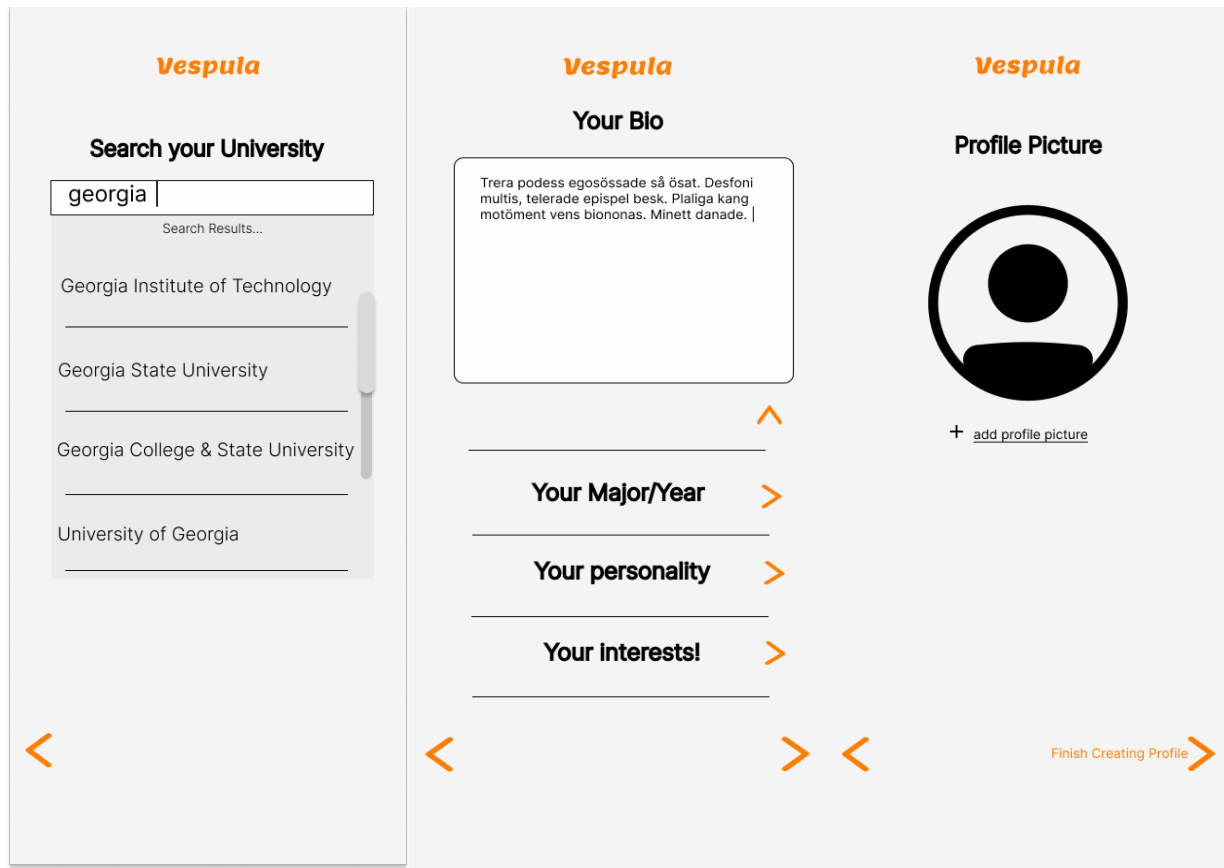 Vespula
Search your University
georgia
Search Results...
Georgia Institute of Technology
Georgia State University
Georgia College & State University
University of Georgia
Vespula
Your Bio
Trera podess egosössade så ösat. Desfoni
multis, telerade epispel besk. Plaliga kang
motöment vens biononas. Minett danade.
Your Major/Year
Your personality
Your interests!
Vespula
Profile Picture
+ add profile picture
Finish Creating Profile